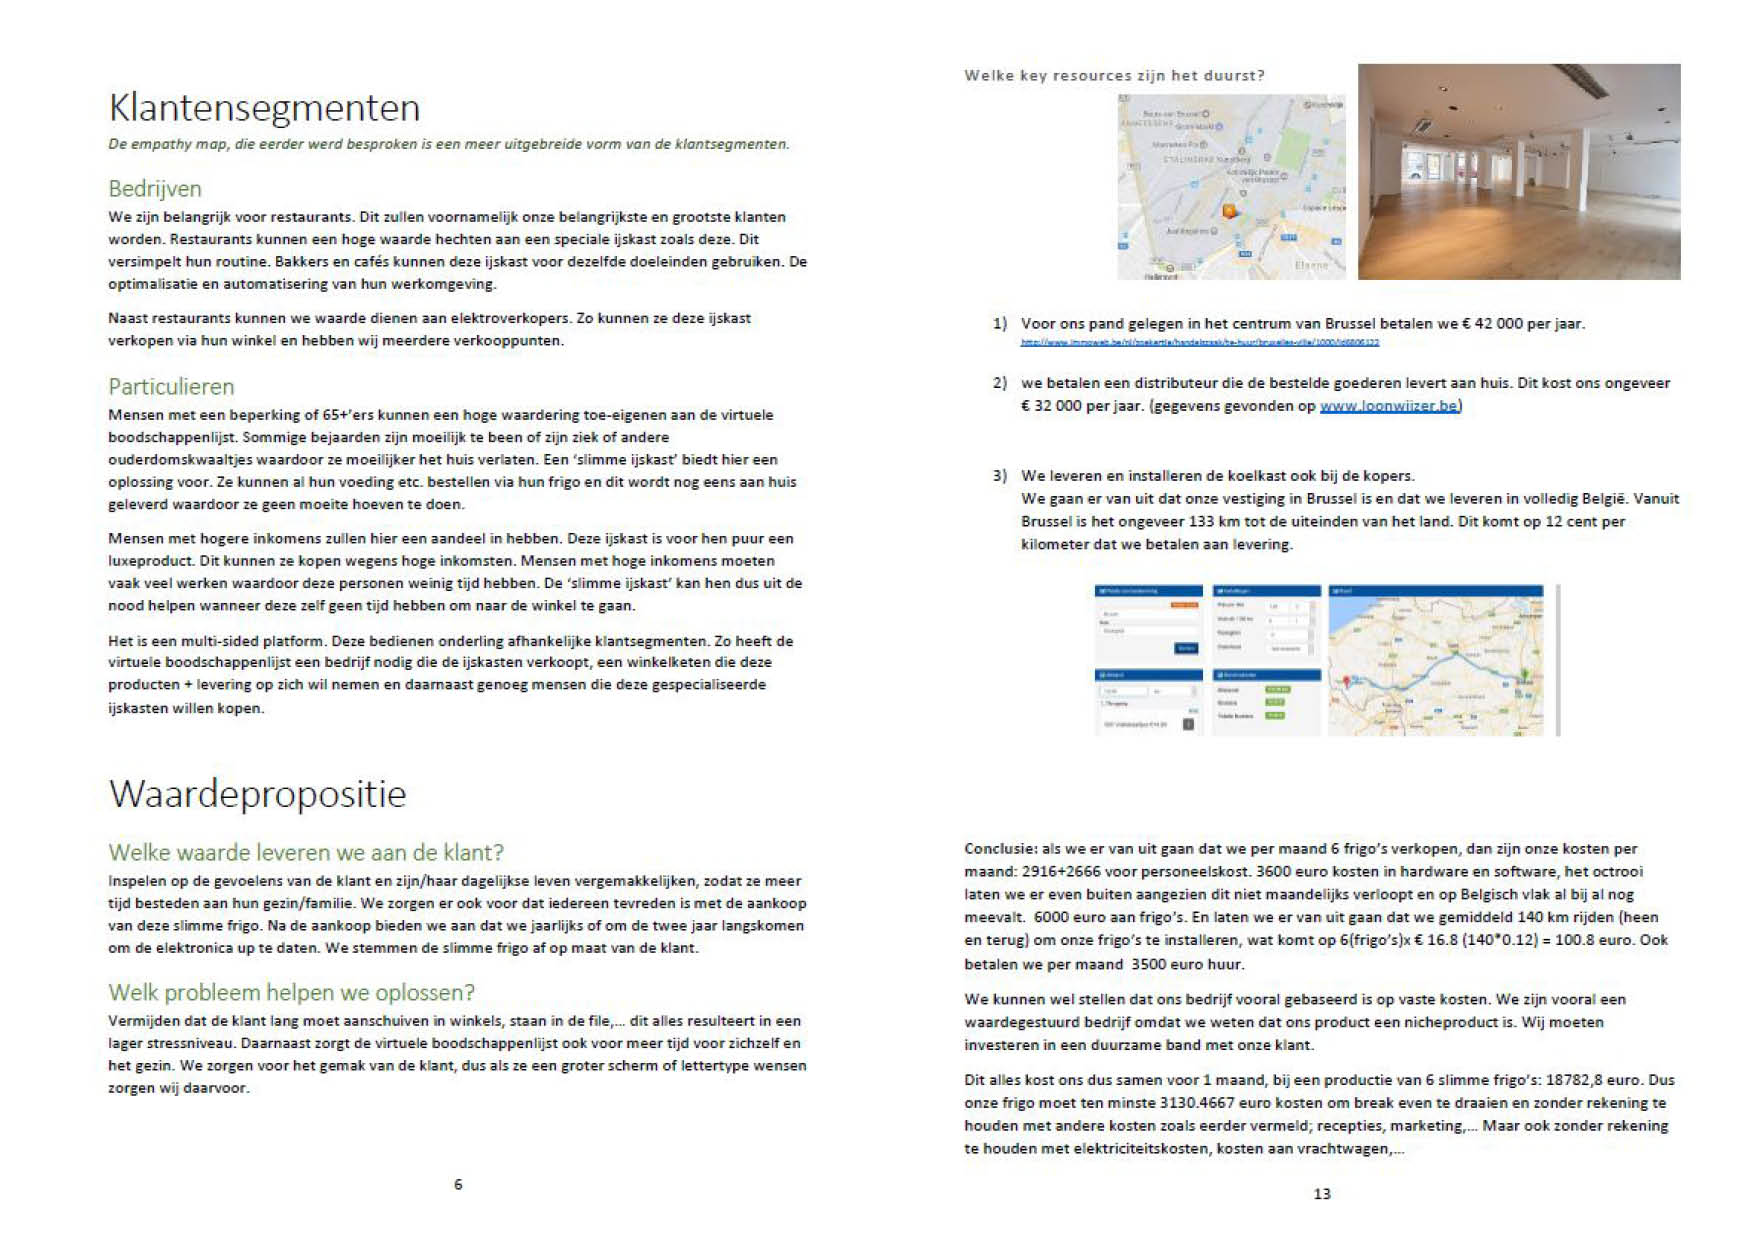 Klantensegmenten
De empathy map, die eerder werd besproken is een meer uitgebreide vorm van de klantsegmenten.
Bedrijven
We zijn belangrijk voor restaurants. Dit zullen voornamelijk onze belangrijkste en grootste klanten
worden. Restaurants kunnen een hoge waarde hechten aan een speciale ijskast zoals deze. Dit
versimpelt hun routine. Bakkers en cafés kunnen deze ijskast voor dezelfde doeleinden gebruiken. De
optimalisatie en automatisering van hun werkomgeving.
Naast restaurants kunnen we waarde dienen aan elektroverkopers. Zo kunnen ze deze ijskast
verkopen via hun winkel en hebben wij meerdere verkooppunten.
Particulieren
Mensen met een beperking of 65+'ers kunnen een hoge waardering toe-eigenen aan de virtuele
boodschappenlijst. Sommige bejaarden zijn moeilijk te been of zijn ziek of andere
ouderdomskwaaltjes waardoor ze moeilijker het huis verlaten. Een 'slimme ijskast' biedt hier een
oplossing voor. Ze kunnen al hun voeding etc. bestellen via hun frigo en dit wordt nog eens aan huis
geleverd waardoor ze geen moeite hoeven te doen.
Mensen met hogere inkomens zullen hier een aandeel in hebben. Deze ijskast is voor hen puur een
luxeproduct. Dit kunnen ze kopen wegens hoge inkomsten. Mensen met hoge inkomens moeten
vaak veel werken waardoor deze personen weinig tijd hebben. De 'slimme ijskast' kan hen dus uit de
nood helpen wanneer deze zelf geen tijd hebben om naar de winkel te gaan.
Het is een multi-sided platform. Deze bedienen onderling afhankelijke klantsegmenten. Zo heeft de
virtuele boodschappenlijst een bedrijf nodig die de ijskasten verkoopt, een winkelketen die deze
producten + levering op zich wil nemen en daarnaast genoeg mensen die deze gespecialiseerde
ijskasten willen kopen.
Waardepropositie
Welke waarde leveren we aan de klant?
Inspelen op de gevoelens van de klant en zijn/haar dagelijkse leven vergemakkelijken, zodat ze meer
tijd besteden aan hun gezin/familie. We zorgen er ook voor dat iedereen tevreden is met de aankoop
van deze slimme frigo. Na de aankoop bieden we aan dat we jaarlijks of om de twee jaar langskomen
om de elektronica up te daten. We stemmen de slimme frigo af op maat van de klant.
Welk probleem helpen we oplossen?
Vermijden dat de klant lang moet aanschuiven in winkels, staan in de file,... dit alles resulteert in een
lager stressniveau. Daarnaast zorgt de virtuele boodschappenlijst ook voor meer tijd voor zichzelf en
het gezin. We zorgen voor het gemak van de klant, dus als ze een groter scherm of lettertype wensen
zorgen wij daarvoor.
6
Welke key resources zijn het duurst?
1) Voor ons pand gelegen in het centrum van Brussel betalen we € 42 000 per jaar.
2) we betalen een distributeur die de bestelde goederen levert aan huis. Dit kost ons ongeveer
€ 32 000 per jaar. (gegevens gevonden op www.loonwijzer.be)
3) We leveren en installeren de koelkast ook bij de kopers.
We gaan er van uit dat onze vestiging in Brussel is en dat we leveren in volledig België. Vanuit
Brussel is het ongeveer 133 km tot de uiteinden van het land. Dit komt op 12 cent per
kilometer dat we betalen aan levering.
Conclusie: als we er van uit gaan dat we per maand 6 frigo's verkopen, dan zijn onze kosten per
maand: 2916+2666 voor personeelskost. 3600 euro kosten in hardware en software, het octrooi
laten we er even buiten aangezien dit niet maandelijks verloopt en op Belgisch vlak al bij al nog
meevalt. 6000 euro aan frigo's. En laten we er van uit gaan dat we gemiddeld 140 km rijden (heen
en terug) om onze frigo's te installeren, wat komt op 6(frigo's)x € 16.8 (140*0.12) = 100.8 euro. Ook
betalen we per maand 3500 euro huur.
We kunnen wel stellen dat ons bedrijf vooral gebaseerd is op vaste kosten. We zijn vooral een
waardegestuurd bedrijf omdat we weten dat ons product een nicheproduct is. Wij moeten
investeren in een duurzame band met onze klant.
Dit alles kost ons dus samen voor 1 maand, bij een productie van 6 slimme frigo's: 18782,8 euro. Dus
onze frigo moet ten minste 3130.4667 euro kosten om break even te draaien en zonder rekening te
houden met andere kosten zoals eerder vermeld; recepties, marketing,... Maar ook zonder rekening
te houden met elektriciteitskosten, kosten aan vrachtwagen,...
13